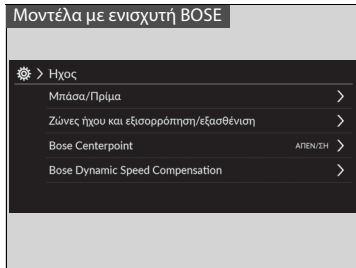 Μοντέλα με ενισχυτή BOSE
> Ηχος
Μπάσα/Πρίμα >
Ζώνες ήχου και εξισορρόπηση/εξασθένιση >
Bose Centerpoint ΑΠΕΝ/ΣΗ >
Bose Dynamic Speed Compensation >